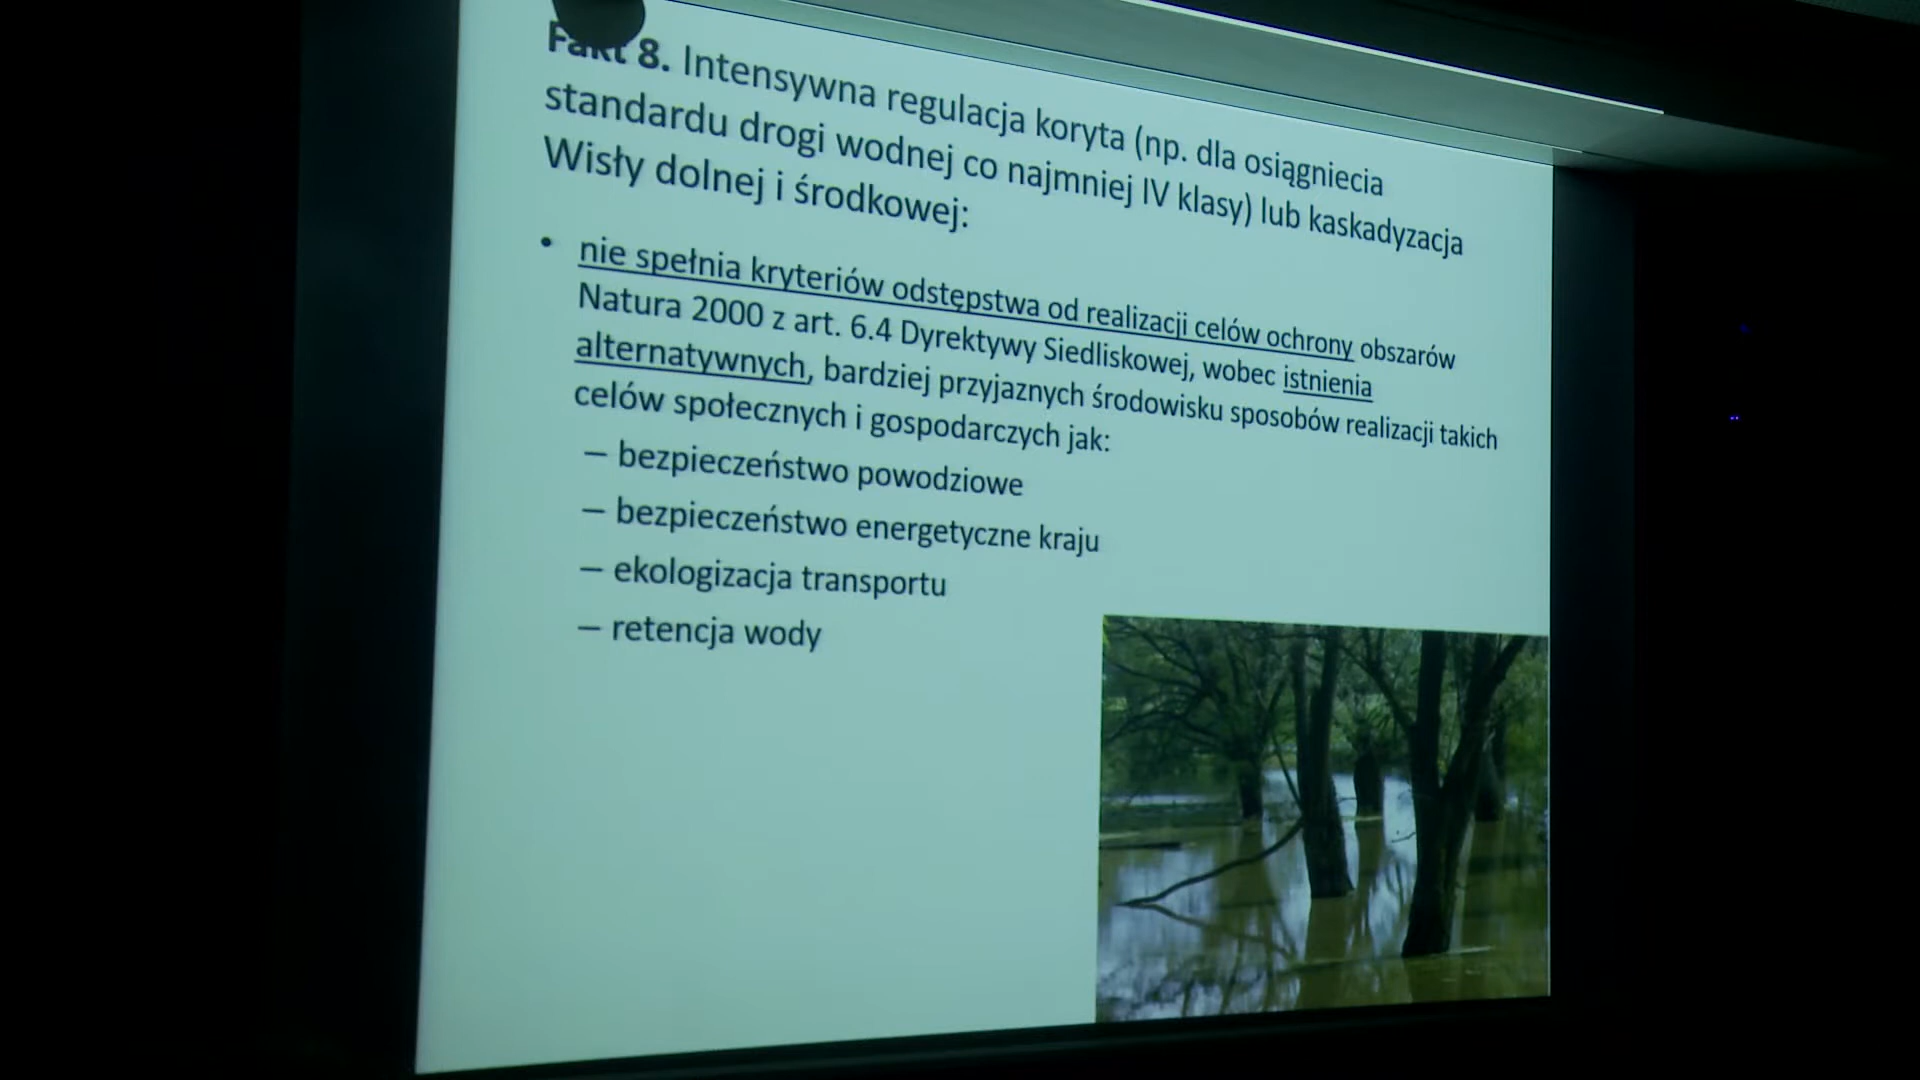 Fakt 8. Intensywna regulacja koryta (np. dla osiągniecia
standardu drogi wodnej co najmniej IV klasy) lub kaskadyzacja
Wisły dolnej i środkowej:
• nie spełnia kryteriów odstępstwa od realizacji celów ochrony obszarów
Natura 2000 z art. 6.4 Dyrektywy Siedliskowej, wobec istnienia
alternatywnych, bardziej przyjaznych środowisku sposobów realizacji takich
celów społecznych i gospodarczych jak:
– bezpieczeństwo powodziowe
– bezpieczeństwo energetyczne kraju
– ekologizacja transportu
– retencja wody